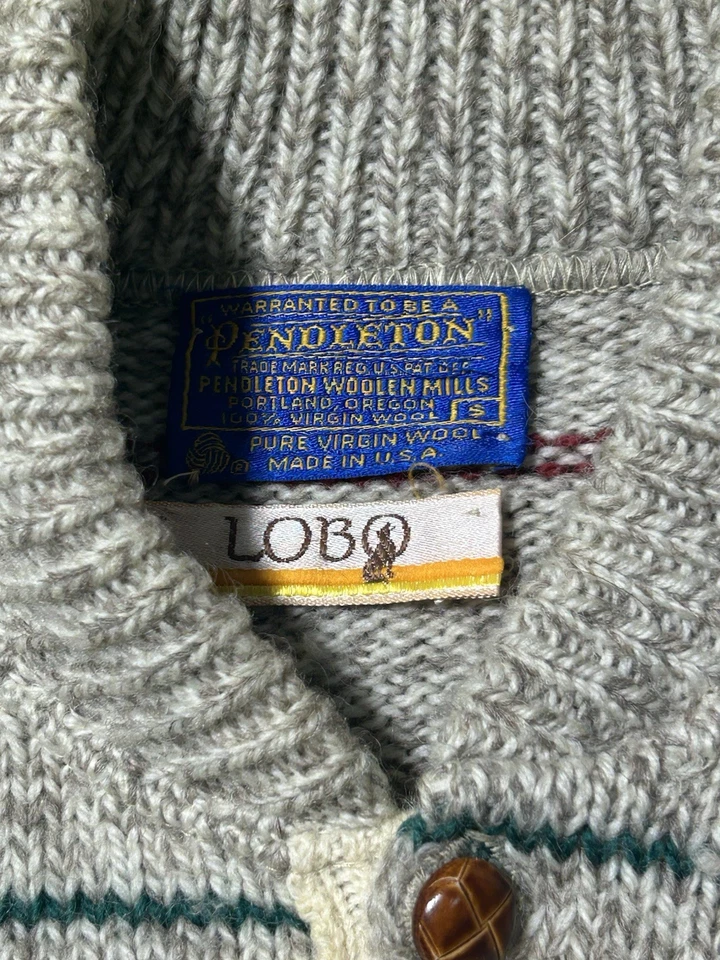 WARRANTED TO BE A
"PENDLETON"
TRADE MARK REG. U.S. PAT. OFF.
PENDLETON WOOLEN MILLS
PORTLAND, OREGON
100% VIRGIN WOOL S
PURE VIRGIN WOOL
® MADE IN U.S.A.
LOBO